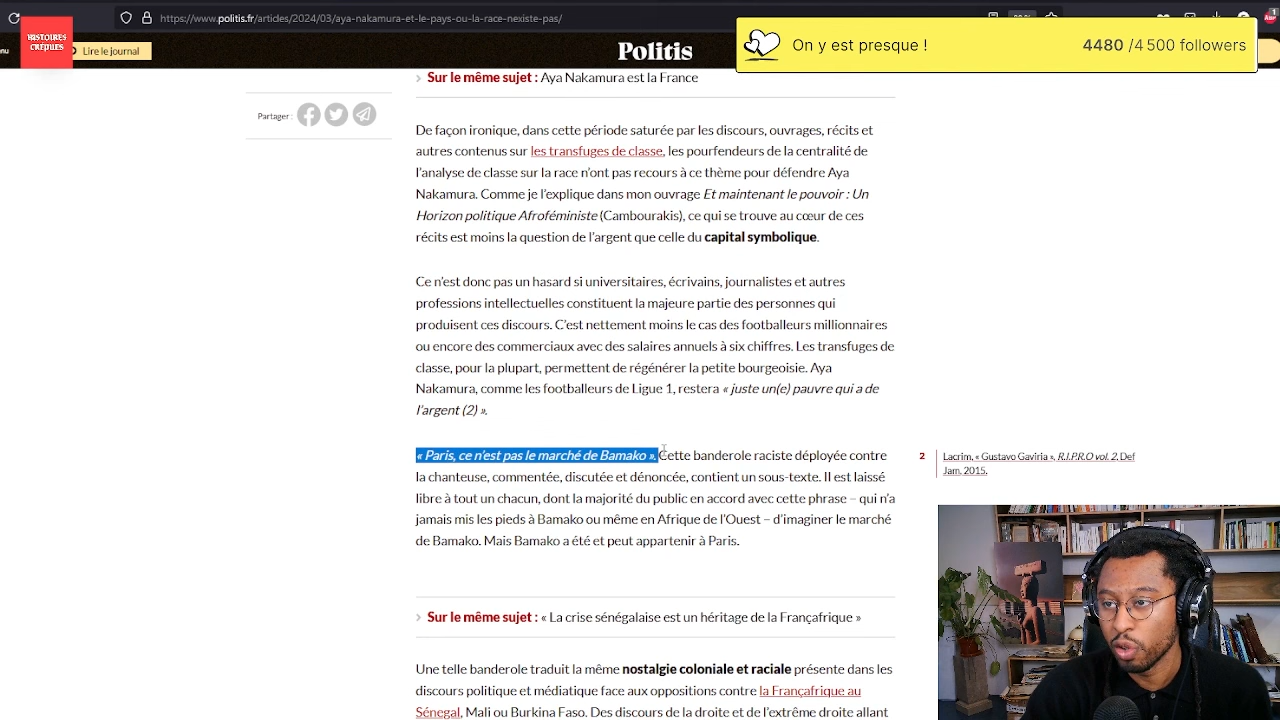 https://www.politis.fr/articles/2024/03/aya-nakamura-et-le-pays-ou-la-race-nexiste-pas/
HISTOIRES
CRÉPUES
nu
Lire le journal
Politis
On y est presque !
4480 /4 500 followers
Sur le même sujet : Aya Nakamura est la France
Partager :
De façon ironique, dans cette période saturée par les discours, ouvrages, récits et
autres contenus sur les transfuges de classe, les pourfendeurs de la centralité de
l'analyse de classe sur la race n'ont pas recours à ce thème pour défendre Aya
Nakamura. Comme je l'explique dans mon ouvrage Et maintenant le pouvoir : Un
Horizon politique Afroféministe (Cambourakis), ce qui se trouve au cœur de ces
récits est moins la question de l'argent que celle du capital symbolique.
Ce n'est donc pas un hasard si universitaires, écrivains, journalistes et autres
professions intellectuelles constituent la majeure partie des personnes qui
produisent ces discours. C'est nettement moins le cas des footballeurs millionnaires
ou encore des commerciaux avec des salaires annuels à six chiffres. Les transfuges de
classe, pour la plupart, permettent de régénérer la petite bourgeoisie. Aya
Nakamura, comme les footballeurs de Ligue 1, restera « juste un(e) pauvre qui a de
l'argent (2) ».
« Paris, ce n'est pas le marché de Bamako ». Cette banderole raciste déployée contre
la chanteuse, commentée, discutée et dénoncée, contient un sous-texte. Il est laissé
libre à tout un chacun, dont la majorité du public en accord avec cette phrase – qui n'a
jamais mis les pieds à Bamako ou même en Afrique de l'Ouest – d'imaginer le marché
de Bamako. Mais Bamako a été et peut appartenir à Paris.
2 Lacrim, « Gustavo Gaviria », R.I.P.R.O vol. 2, Def
Jam, 2015.
Sur le même sujet : « La crise sénégalaise est un héritage de la Françafrique »
Une telle banderole traduit la même nostalgie coloniale et raciale présente dans les
discours politique et médiatique face aux oppositions contre la Françafrique au
Sénégal, Mali ou Burkina Faso. Des discours de la droite et de l'extrême droite allant